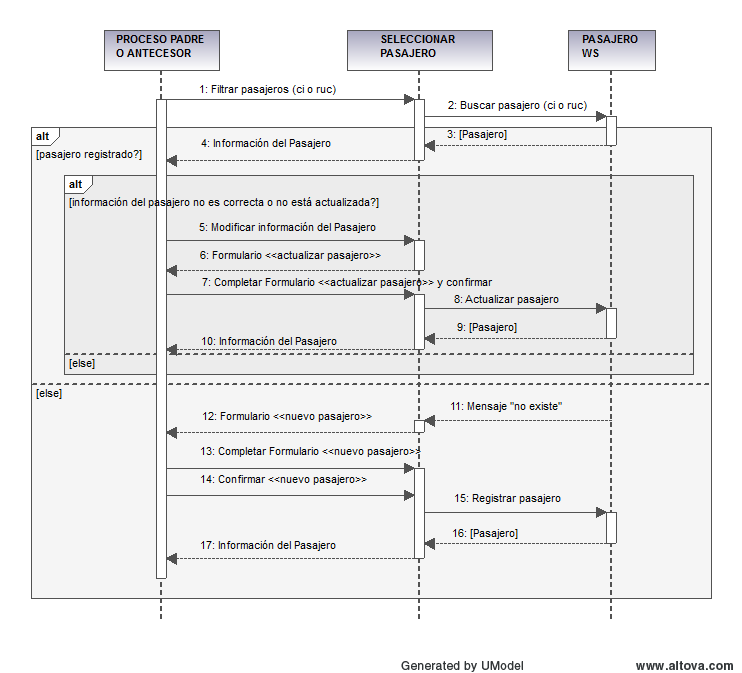 PROCESO PADRE
O ANTECESOR
SELECCIONAR
PASAJERO
PASAJERO
WS
1: Filtrar pasajeros (ci o ruc)
2: Buscar pasajero (ci o ruc)
alt
3: [Pasajero]
4: Información del Pasajero
[pasajero registrado?]
alt
[información del pasajero no es correcta o no está actualizada?]
5: Modificar información del Pasajero
6: Formulario <<actualizar pasajero>>
7: Completar Formulario <<actualizar pasajero>> y confirmar
8: Actualizar pasajero
9: [Pasajero]
10: Información del Pasajero
[else]
[else]
11: Mensaje "no existe"
12: Formulario <<nuevo pasajero>>
13: Completar Formulario <<nuevo pasajero>>
14: Confirmar <<nuevo pasajero>>
15: Registrar pasajero
16: [Pasajero]
17: Información del Pasajero
Generated by UModel
www.altova.com